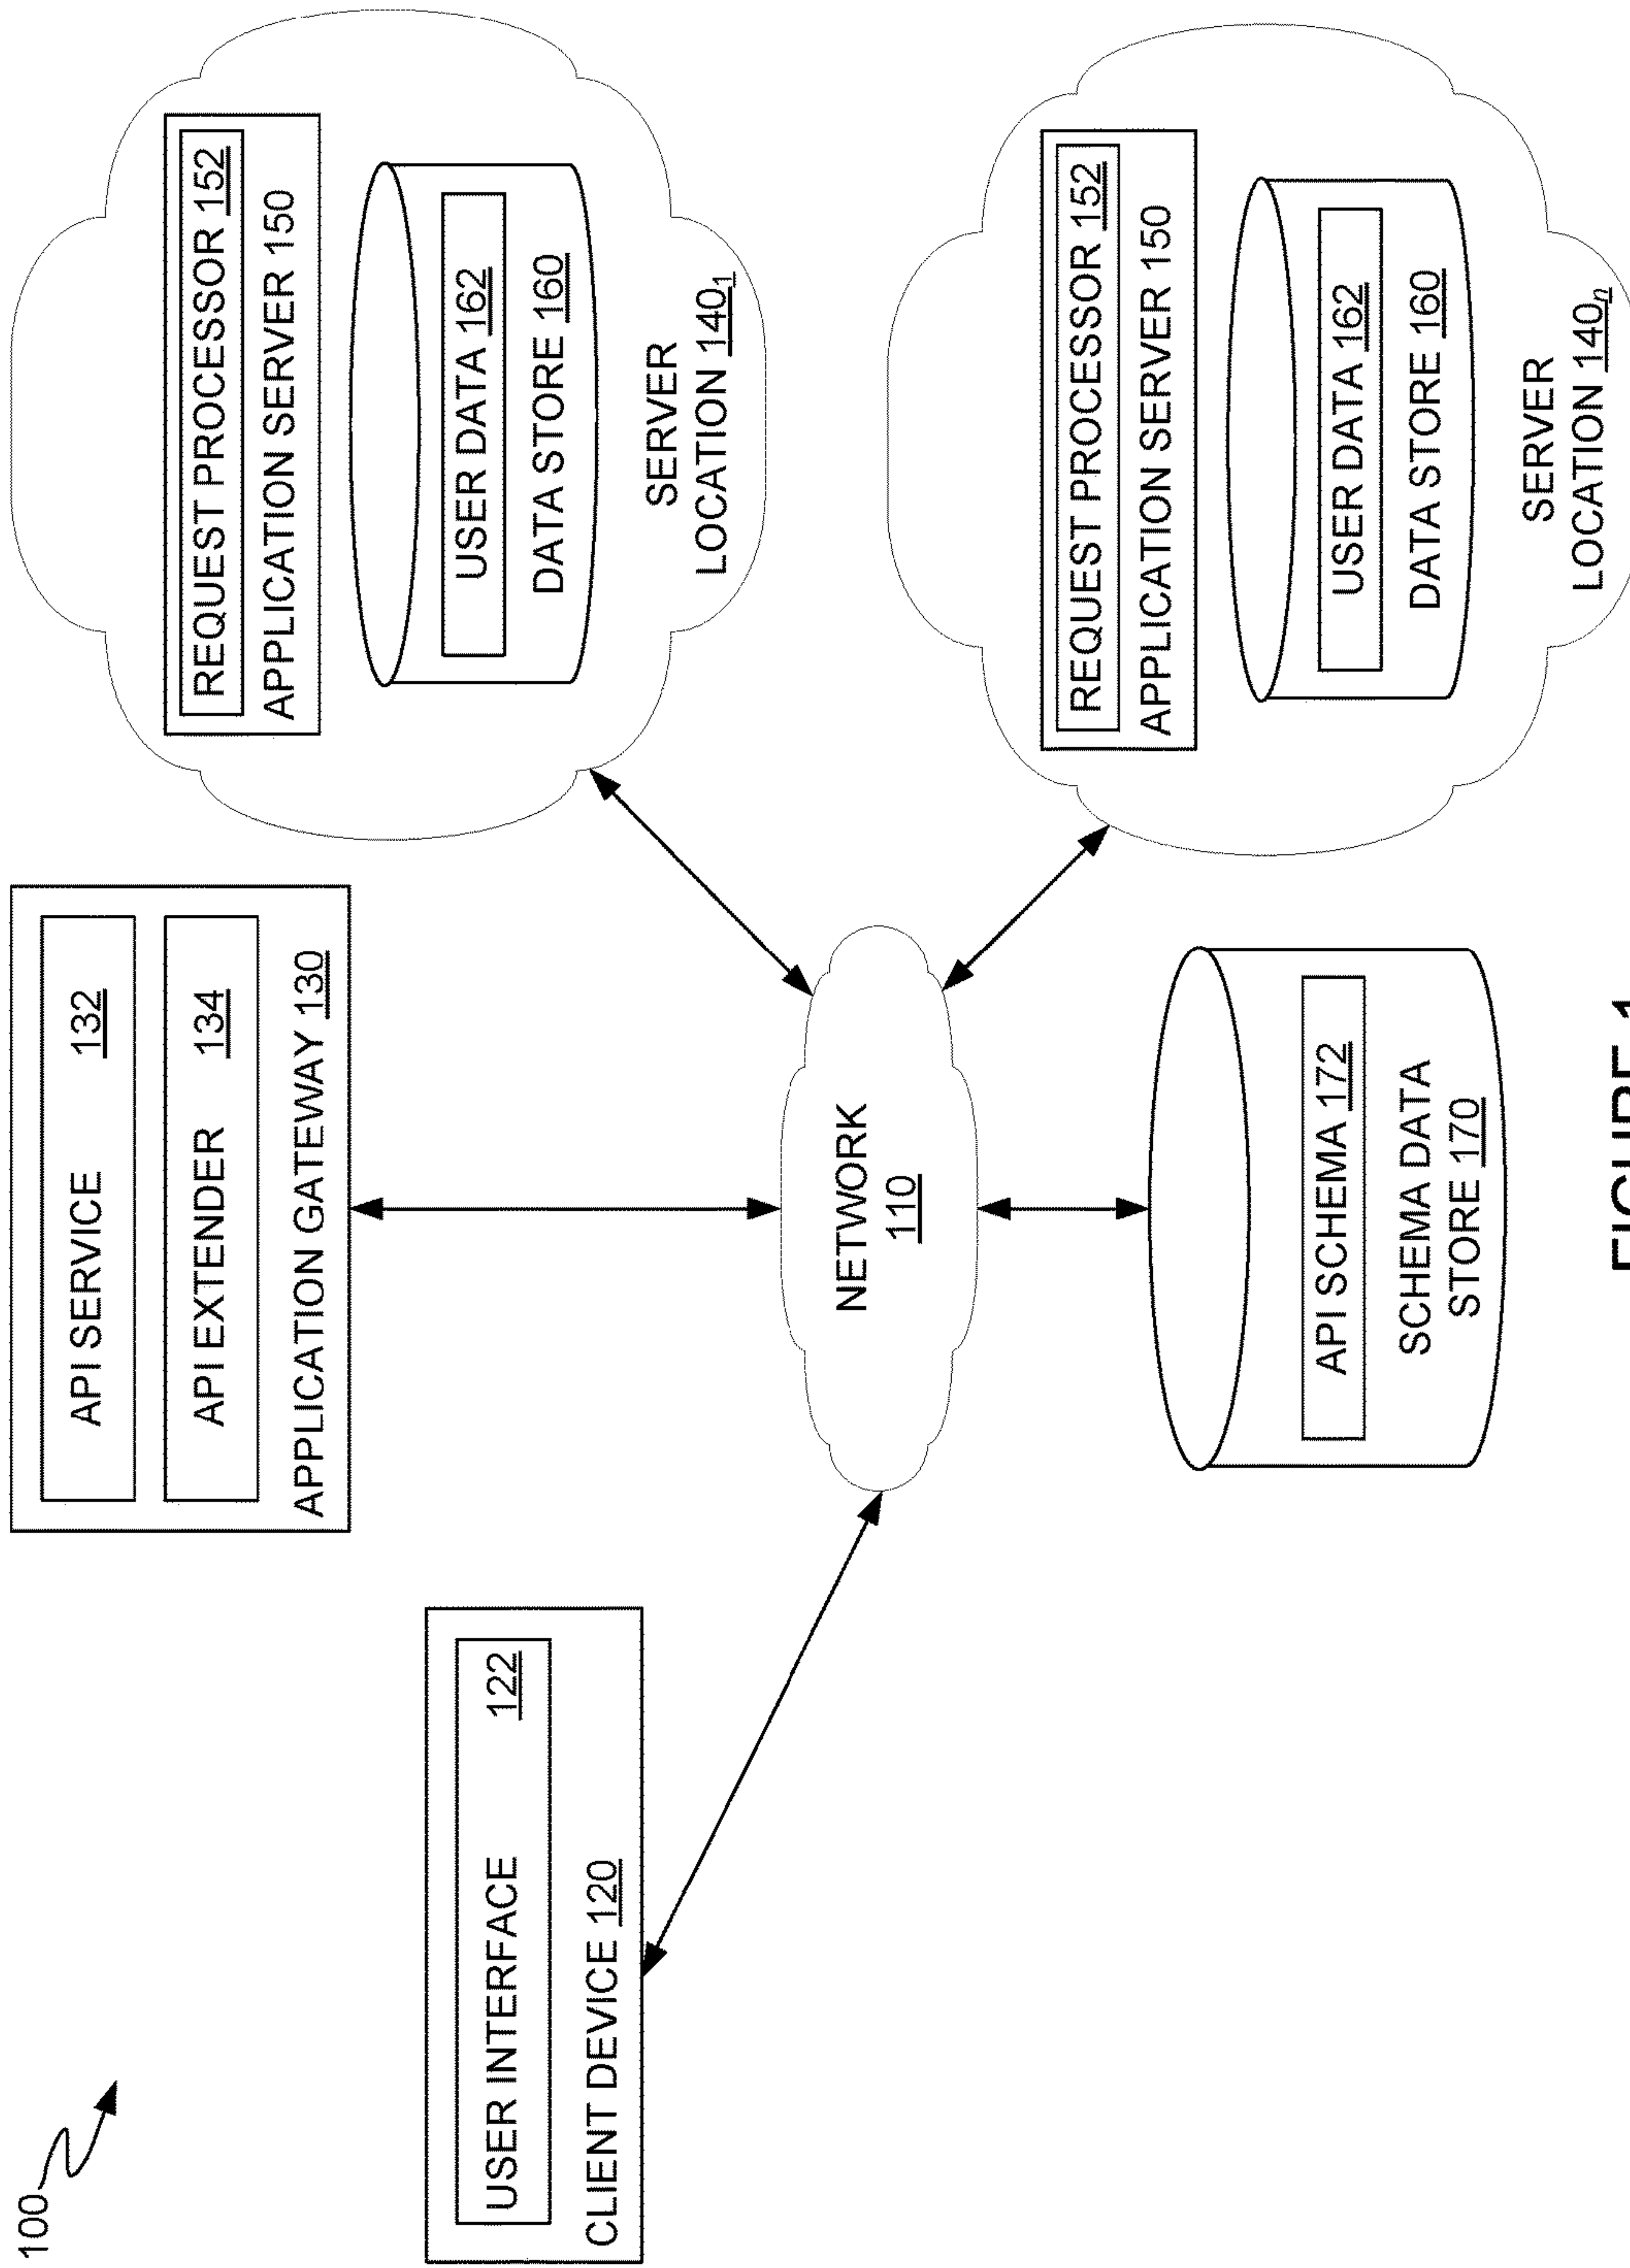 100
USER INTERFACE 122
CLIENT DEVICE 120
API SERVICE 132
API EXTENDER 134
APPLICATION GATEWAY 130
NETWORK
110
API SCHEMA 172
SCHEMA DATA
STORE 170
REQUEST PROCESSOR 152
APPLICATION SERVER 150
USER DATA 162
DATA STORE 160
SERVER
LOCATION 140₁
REQUEST PROCESSOR 152
APPLICATION SERVER 150
USER DATA 162
DATA STORE 160
SERVER
LOCATION 140ₙ
FIGURE 1